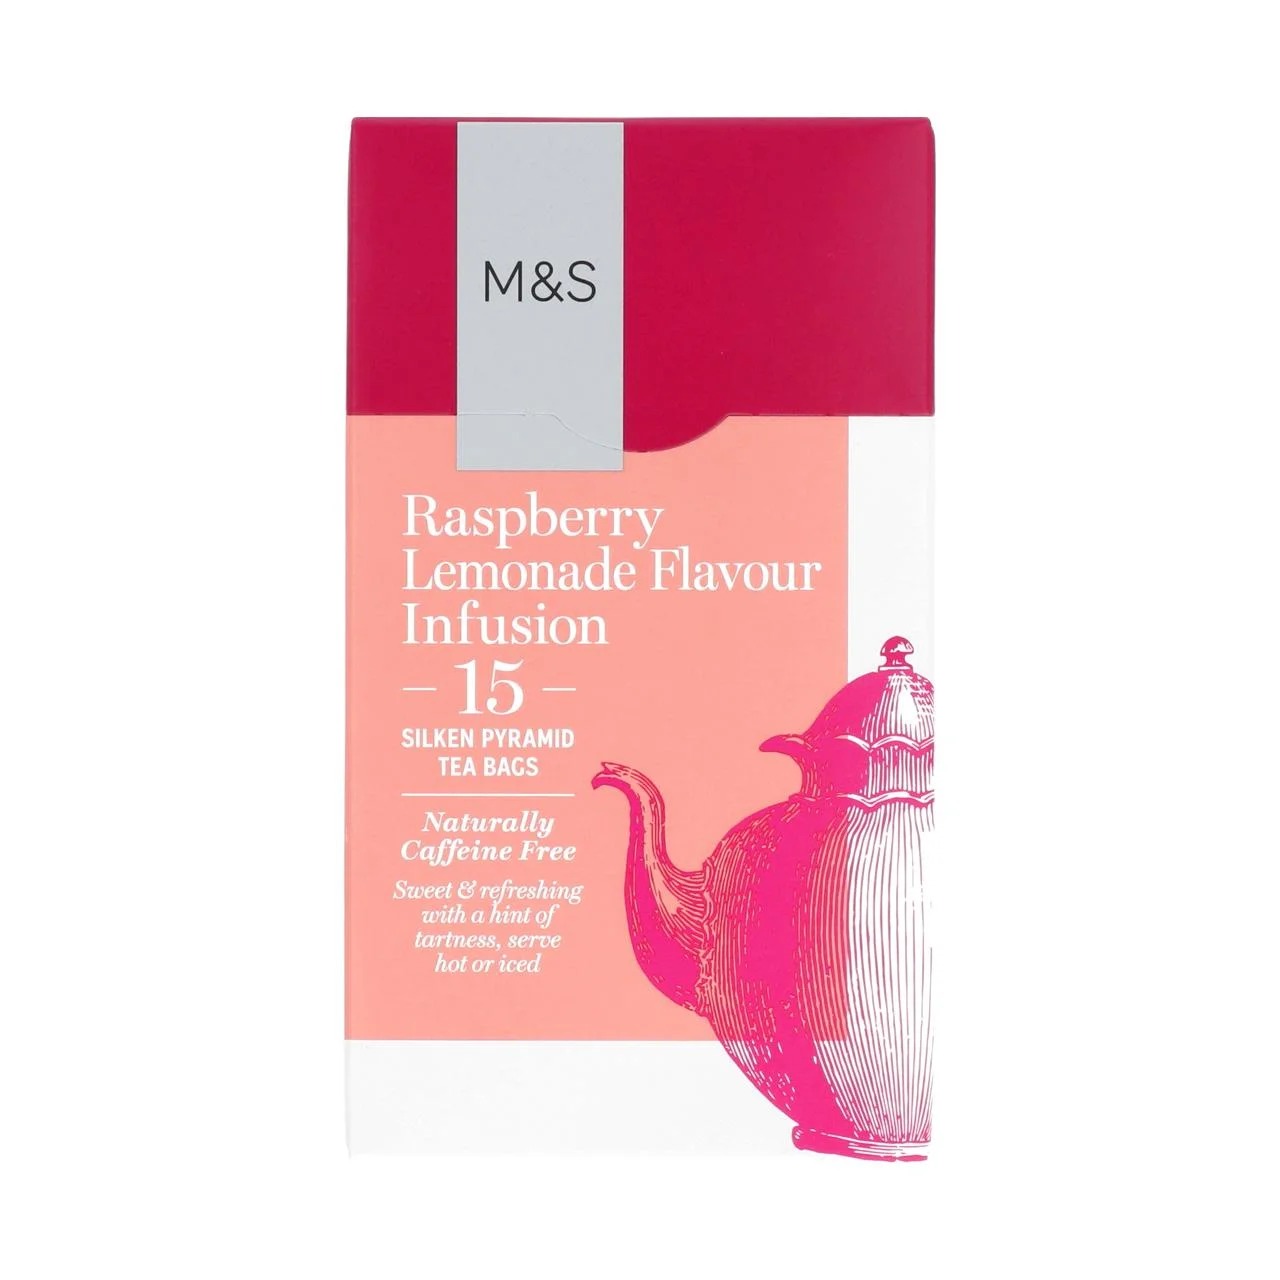 M&S
Raspberry
Lemonade Flavour
Infusion
– 15 –
SILKEN PYRAMID
TEA BAGS
Naturally
Caffeine Free
Sweet & refreshing
with a hint of
tartness, serve
hot or iced